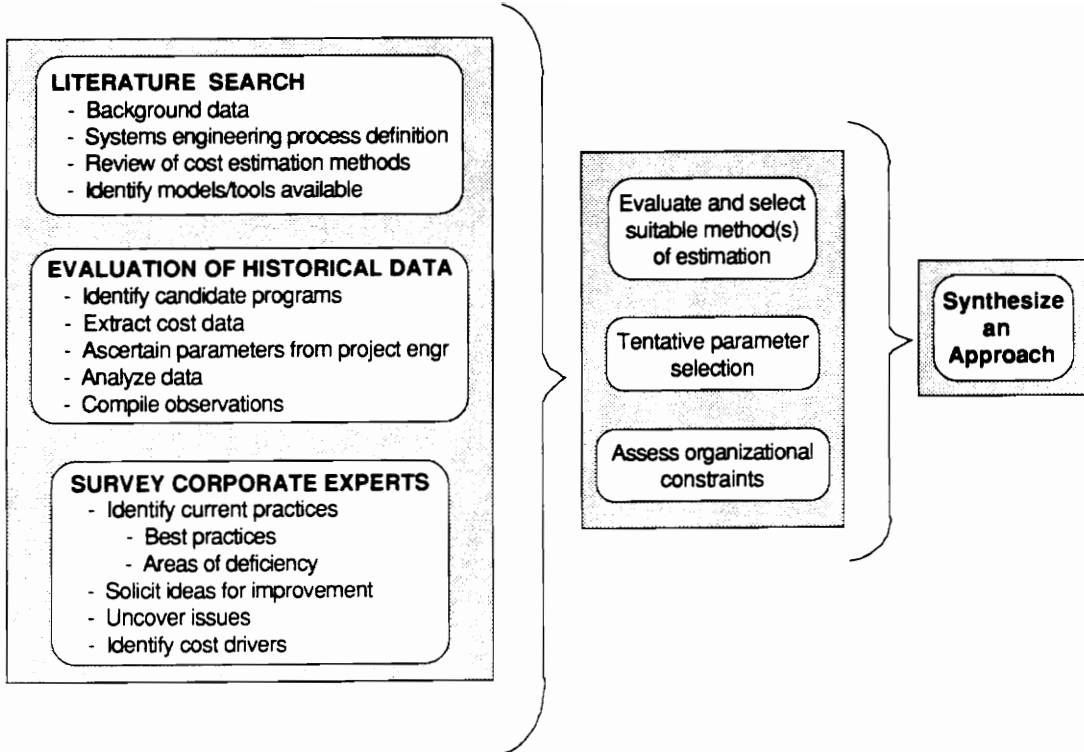 LITERATURE SEARCH
- Background data
- Systems engineering process definition
- Review of cost estimation methods
- Identify models/tools available
EVALUATION OF HISTORICAL DATA
- Identify candidate programs
- Extract cost data
- Ascertain parameters from project engr
- Analyze data
- Compile observations
SURVEY CORPORATE EXPERTS
- Identify current practices
- Best practices
- Areas of deficiency
- Solicit ideas for improvement
- Uncover issues
- Identify cost drivers
Evaluate and select
suitable method(s)
of estimation
Tentative parameter
selection
Assess organizational
constraints
Synthesize
an
Approach